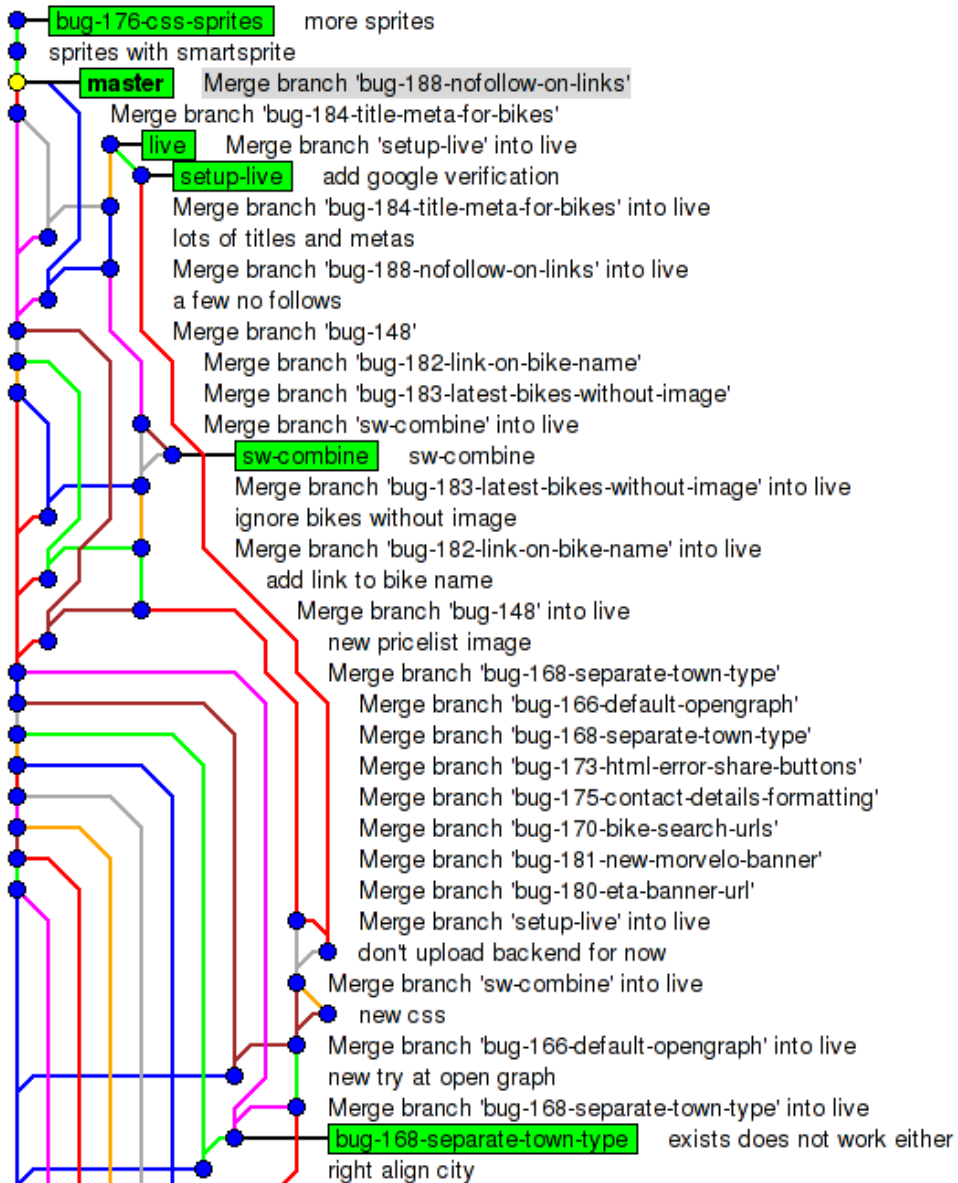 bug-176-css-sprites more sprites
sprites with smartsprite
master Merge branch 'bug-188-nofollow-on-links'
Merge branch 'bug-184-title-meta-for-bikes'
live Merge branch 'setup-live' into live
setup-live add google verification
Merge branch 'bug-184-title-meta-for-bikes' into live
lots of titles and metas
Merge branch 'bug-188-nofollow-on-links' into live
a few no follows
Merge branch 'bug-148'
Merge branch 'bug-182-link-on-bike-name'
Merge branch 'bug-183-latest-bikes-without-image'
Merge branch 'sw-combine' into live
sw-combine sw-combine
Merge branch 'bug-183-latest-bikes-without-image' into live
ignore bikes without image
Merge branch 'bug-182-link-on-bike-name' into live
add link to bike name
Merge branch 'bug-148' into live
new pricelist image
Merge branch 'bug-168-separate-town-type'
Merge branch 'bug-166-default-opengraph'
Merge branch 'bug-168-separate-town-type'
Merge branch 'bug-173-html-error-share-buttons'
Merge branch 'bug-175-contact-details-formatting'
Merge branch 'bug-170-bike-search-urls'
Merge branch 'bug-181-new-morvelo-banner'
Merge branch 'bug-180-eta-banner-url'
Merge branch 'setup-live' into live
don't upload backend for now
Merge branch 'sw-combine' into live
new css
Merge branch 'bug-166-default-opengraph' into live
new try at open graph
Merge branch 'bug-168-separate-town-type' into live
bug-168-separate-town-type exists does not work either
right align city